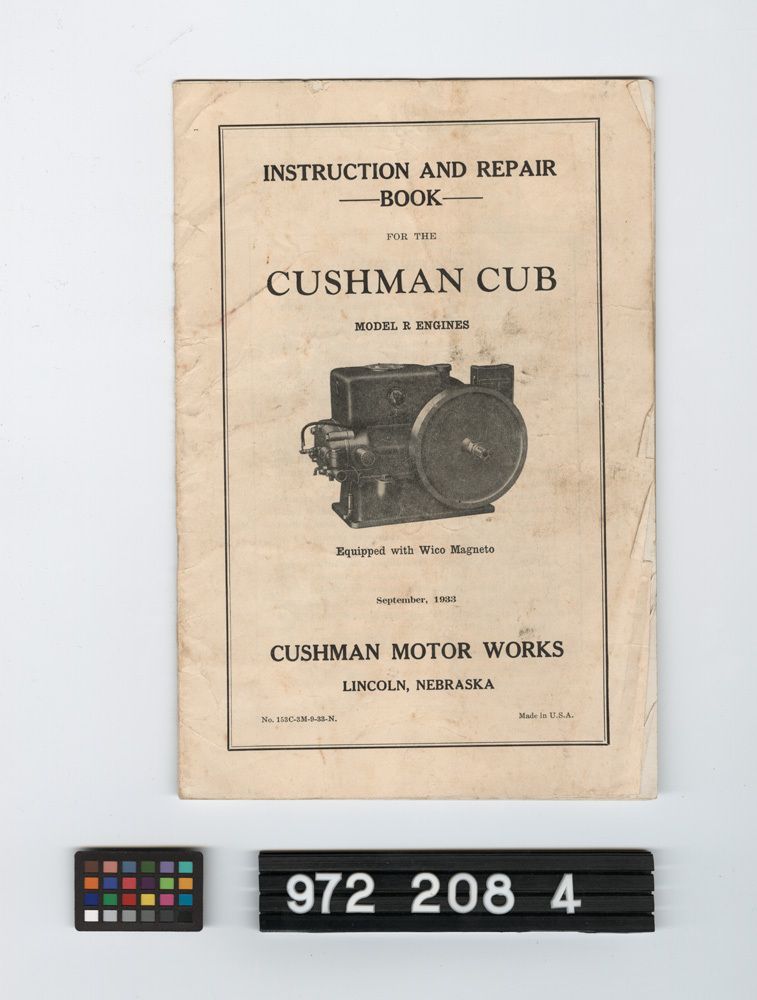 INSTRUCTION AND REPAIR
BOOK
FOR THE
CUSHMAN CUB
MODEL R ENGINES
Equipped with Wico Magneto
September, 1933
CUSHMAN MOTOR WORKS
LINCOLN, NEBRASKA
No. 153C-3M-9-33-N.
Made in U.S.A.
972 208 4